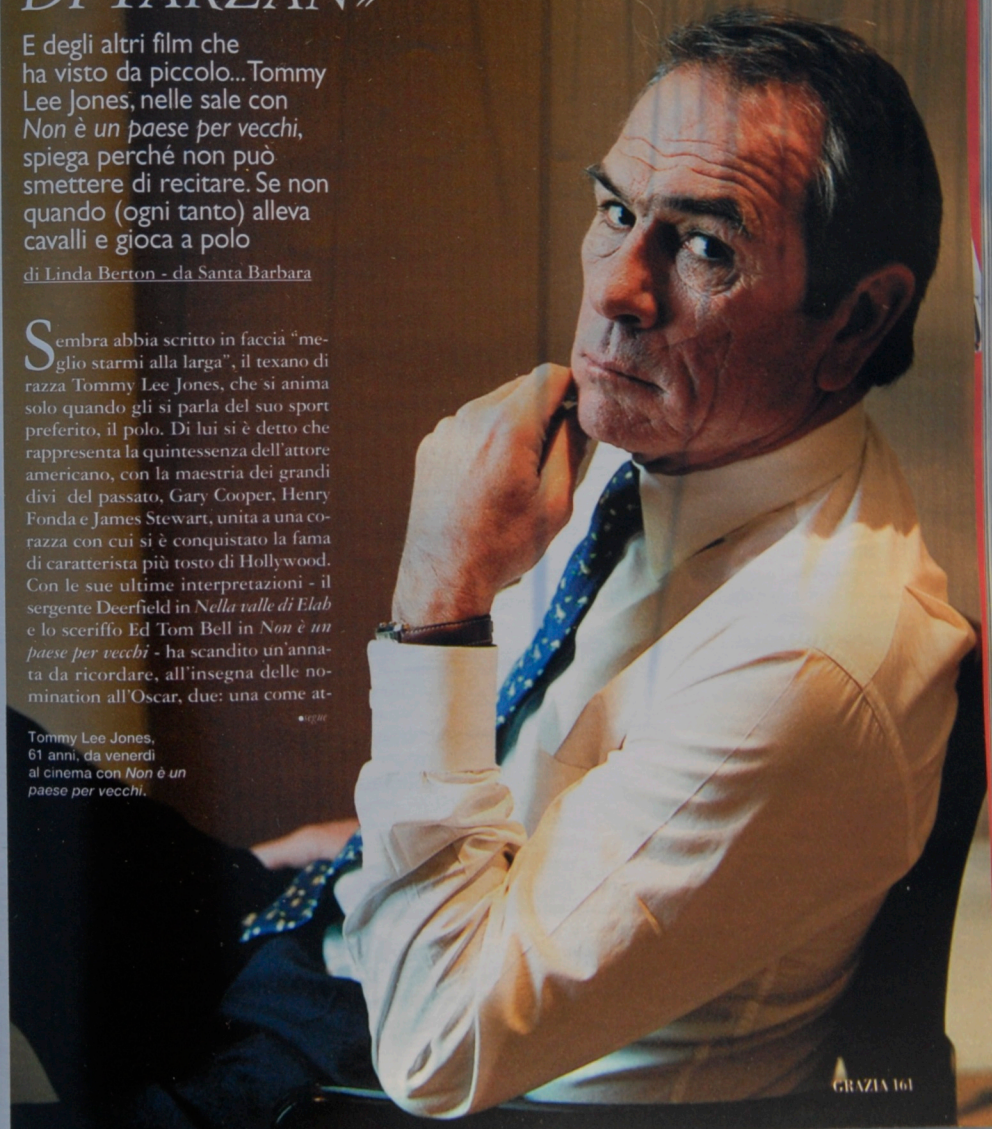 DI TARZAN»
E degli altri film che
ha visto da piccolo... Tommy
Lee Jones, nelle sale con
Non è un paese per vecchi,
spiega perché non può
smettere di recitare. Se non
quando (ogni tanto) alleva
cavalli e gioca a polo
di Linda Berton - da Santa Barbara
Sembra abbia scritto in faccia “me-
glio starmi alla larga”, il texano di
razza Tommy Lee Jones, che si anima
solo quando gli si parla del suo sport
preferito, il polo. Di lui si è detto che
rappresenta la quintessenza dell’attore
americano, con la maestria dei grandi
divi del passato, Gary Cooper, Henry
Fonda e James Stewart, unita a una co-
razza con cui si è conquistato la fama
di caratterista più tosto di Hollywood.
Con le sue ultime interpretazioni - il
sergente Deerfield in Nella valle di Elah
e lo sceriffo Ed Tom Bell in Non è un
paese per vecchi - ha scandito un’anna-
ta da ricordare, all’insegna delle no-
mination all’Oscar, due: una come at-
segue
Tommy Lee Jones,
61 anni, da venerdì
al cinema con Non è un
paese per vecchi.
GRAZIA 161